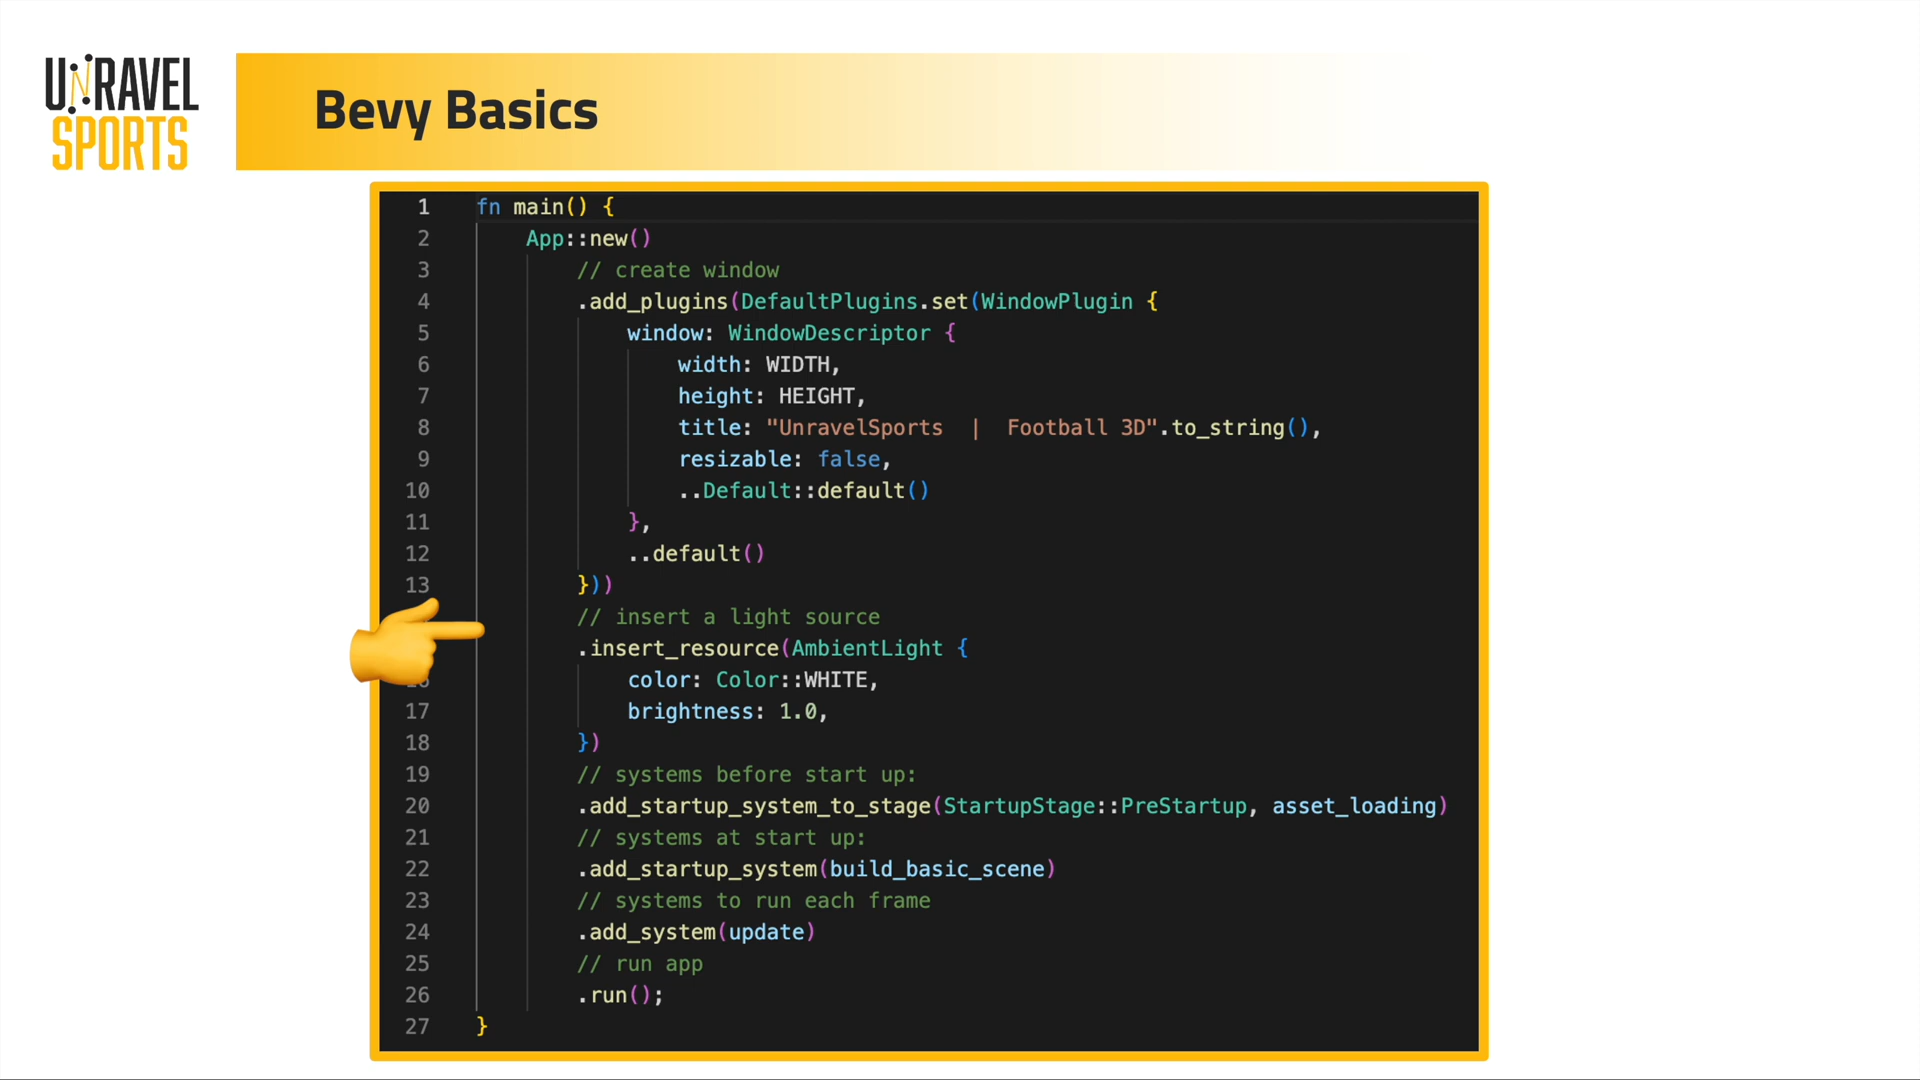 UNRAVEL
SPORTS
Bevy Basics
1 fn main() {
2 App::new()
3 // create window
4 .add_plugins(DefaultPlugins.set(WindowPlugin {
5 window: WindowDescriptor {
6 width: WIDTH,
7 height: HEIGHT,
8 title: "UnravelSports  |  Football 3D".to_string(),
9 resizable: false,
10 ..Default::default()
11 },
12 ..default()
13 }))
// insert a light source
.insert_resource(AmbientLight {
color: Color::WHITE,
17 brightness: 1.0,
18 })
19 // systems before start up:
20 .add_startup_system_to_stage(StartupStage::PreStartup, asset_loading)
21 // systems at start up:
22 .add_startup_system(build_basic_scene)
23 // systems to run each frame
24 .add_system(update)
25 // run app
26 .run();
27 }